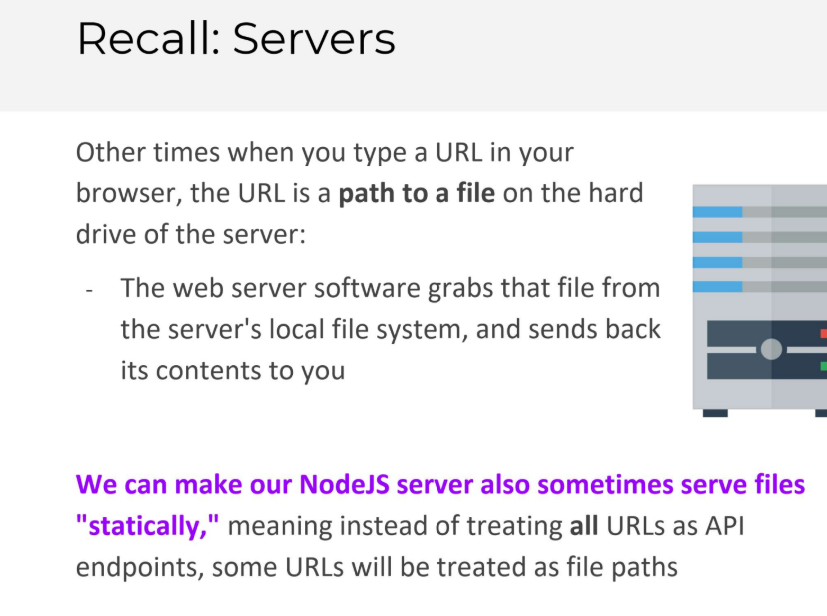 Recall: Servers
Other times when you type a URL in your
browser, the URL is a path to a file on the hard
drive of the server:
- The web server software grabs that file from
the server's local file system, and sends back
its contents to you
We can make our NodeJS server also sometimes serve files
"statically," meaning instead of treating all URLs as API
endpoints, some URLs will be treated as file paths